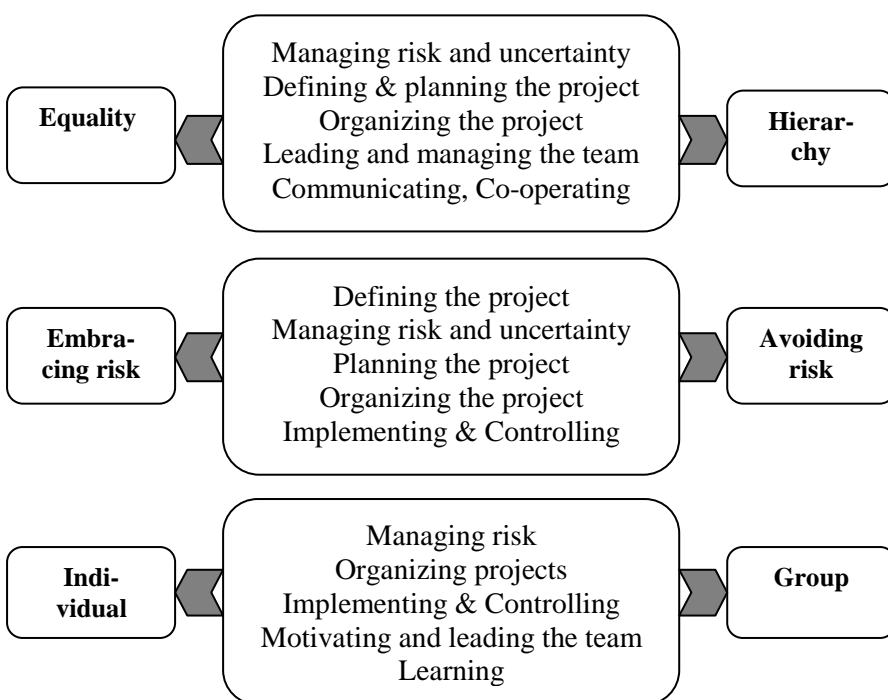 Equality
Managing risk and uncertainty
Defining & planning the project
Organizing the project
Leading and managing the team
Communicating, Co-operating
Hierar-
chy
Embra-
cing risk
Defining the project
Managing risk and uncertainty
Planning the project
Organizing the project
Implementing & Controlling
Avoiding
risk
Indi-
vidual
Managing risk
Organizing projects
Implementing & Controlling
Motivating and leading the team
Learning
Group